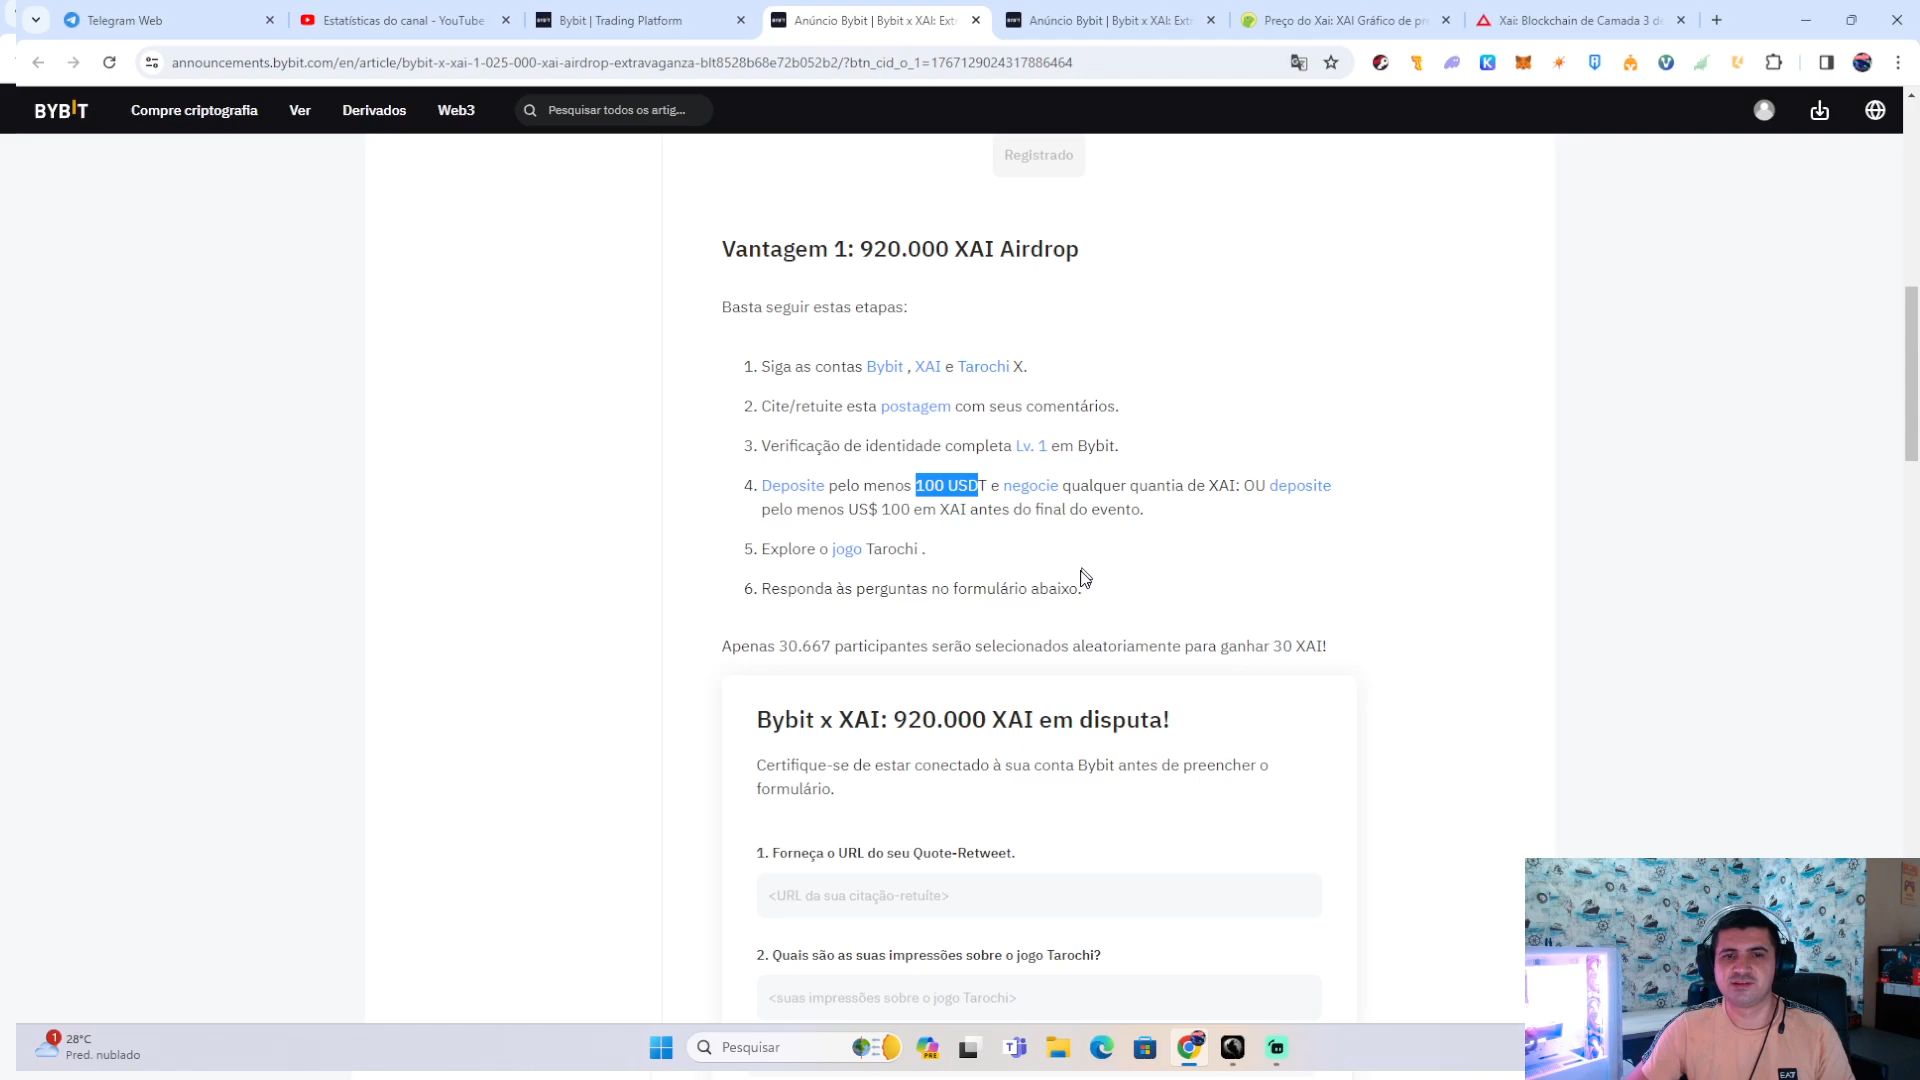 Telegram Web
Estatísticas do canal - YouTube
Bybit | Trading Platform
Anúncio Bybit | Bybit x XAI: Extr
Anúncio Bybit | Bybit x XAI: Extr
Preço do Xai: XAI Gráfico de pr
Xai: Blockchain de Camada 3 de
announcements.bybit.com/en/article/bybit-x-xai-1-025-000-xai-airdrop-extravaganza-blt8528b68e72b052b2/?btn_cid_o_1=1767129024317886464
BYBIT
Compre criptografia
Ver
Derivados
Web3
Pesquisar todos os artig...
Registrado
Vantagem 1: 920.000 XAI Airdrop
Basta seguir estas etapas:
1. Siga as contas Bybit , XAI e Tarochi X.
2. Cite/retuite esta postagem com seus comentários.
3. Verificação de identidade completa Lv. 1 em Bybit.
4. Deposite pelo menos 100 USDT e negocie qualquer quantia de XAI: OU deposite
pelo menos US$ 100 em XAI antes do final do evento.
5. Explore o jogo Tarochi .
6. Responda às perguntas no formulário abaixo.
Apenas 30.667 participantes serão selecionados aleatoriamente para ganhar 30 XAI!
Bybit x XAI: 920.000 XAI em disputa!
Certifique-se de estar conectado à sua conta Bybit antes de preencher o
formulário.
1. Forneça o URL do seu Quote-Retweet.
<URL da sua citação-retuíte>
2. Quais são as suas impressões sobre o jogo Tarochi?
<suas impressões sobre o jogo Tarochi>
1
28°C
Pred. nublado
Pesquisar
PRE
EA7